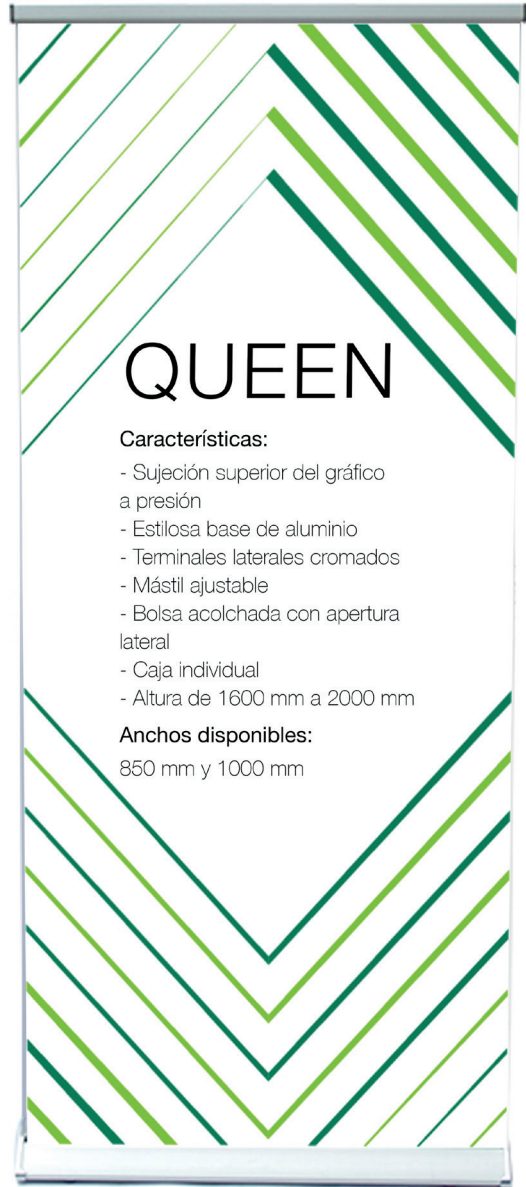 QUEEN
Características:
- Sujeción superior del gráfico
a presión
- Estilosa base de aluminio
- Terminales laterales cromados
- Mástil ajustable
- Bolsa acolchada con apertura
lateral
- Caja individual
- Altura de 1600 mm a 2000 mm
Anchos disponibles:
850 mm y 1000 mm